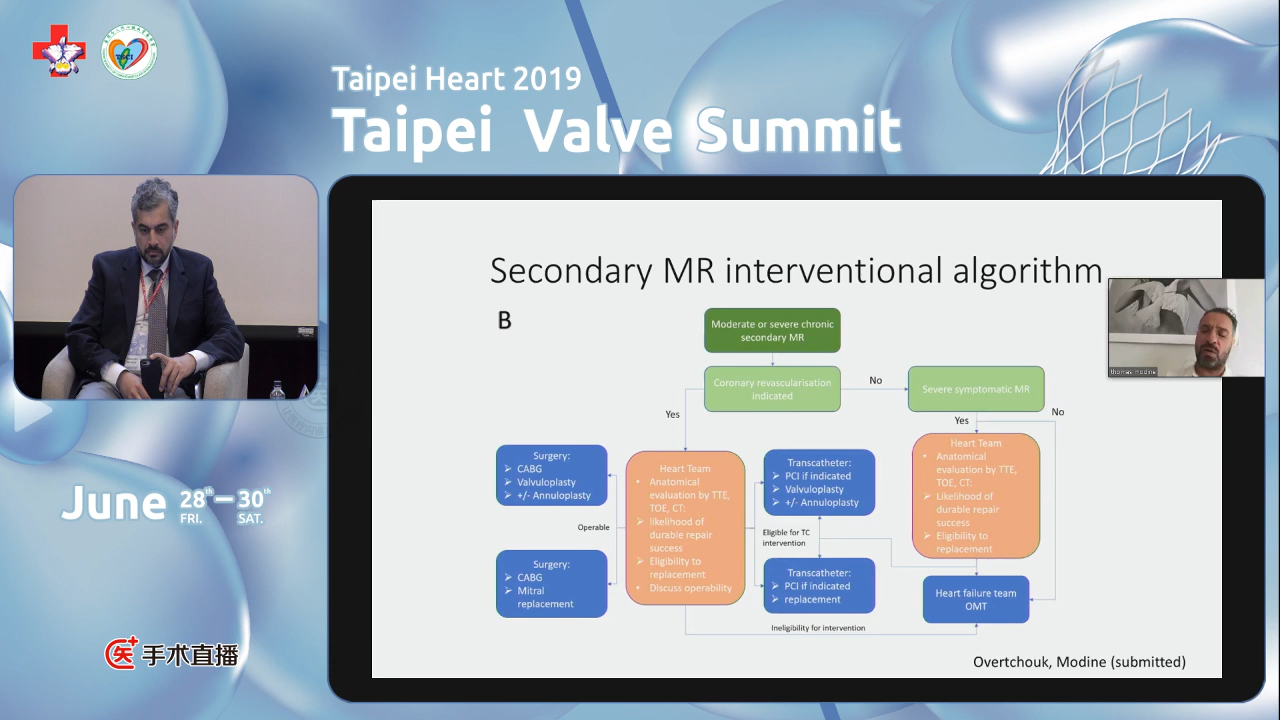 Taipei Heart 2019
Taipei Valve Summit
June 28th – 30th
FRI. SAT.
手术直播
Secondary MR interventional algorithm
B
Moderate or severe chronic
secondary MR
Coronary revascularisation
indicated
No
Severe symptomatic MR
Yes
Yes
No
Surgery:
➢ CABG
➢ Valvuloplasty
➢ +/- Annuloplasty
Operable
Surgery:
➢ CABG
➢ Mitral
replacement
Heart Team
• Anatomical
evaluation by TTE,
TOE, CT:
➢ likelihood of
durable repair
success
➢ Eligibility to
replacement
• Discuss operability
Transcatheter:
➢ PCI if indicated
➢ Valvuloplasty
➢ +/- Annuloplasty
Eligible for TC
intervention
Transcatheter:
➢ PCI if indicated
➢ replacement
Heart Team
• Anatomical
evaluation by TTE,
TOE, CT:
➢ Likelihood of
durable repair
success
➢ Eligibility to
replacement
Heart failure team
OMT
Ineligibility for intervention
Overtchouk, Modine (submitted)
thomas modine